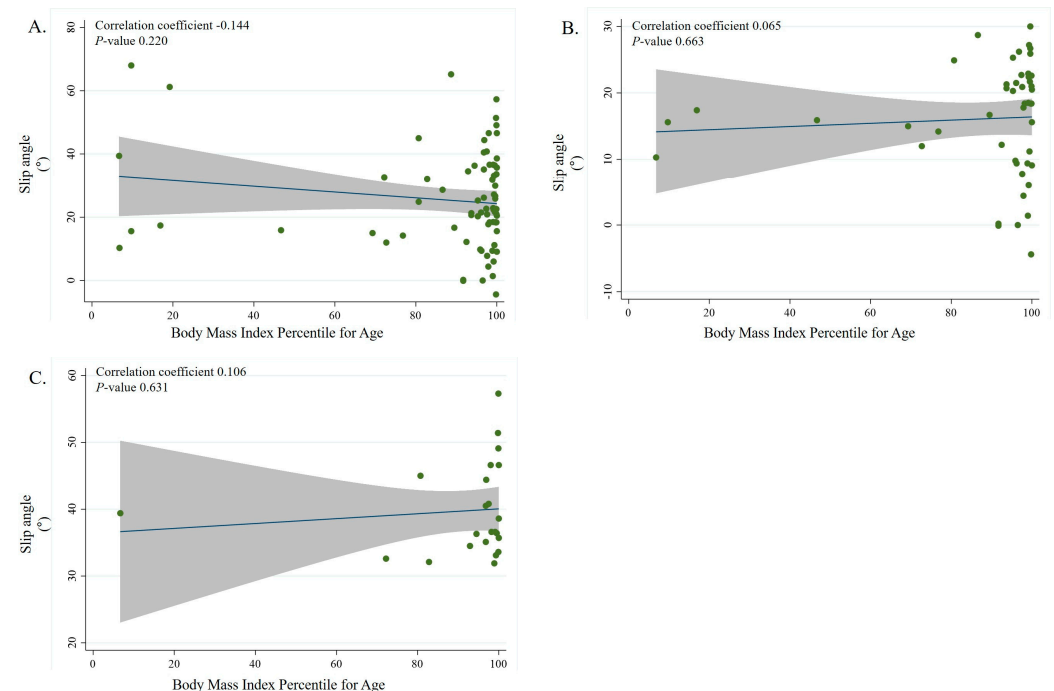 A.
Correlation coefficient -0.144
P-value 0.220
80
60
40
20
0
Slip angle
(°)
0 20 40 60 80 100
Body Mass Index Percentile for Age
B.
Correlation coefficient 0.065
P-value 0.663
30
20
10
0
-10
Slip angle
(°)
0 20 40 60 80 100
Body Mass Index Percentile for Age
C.
Correlation coefficient 0.106
P-value 0.631
60
50
40
30
20
Slip angle
(°)
0 20 40 60 80 100
Body Mass Index Percentile for Age